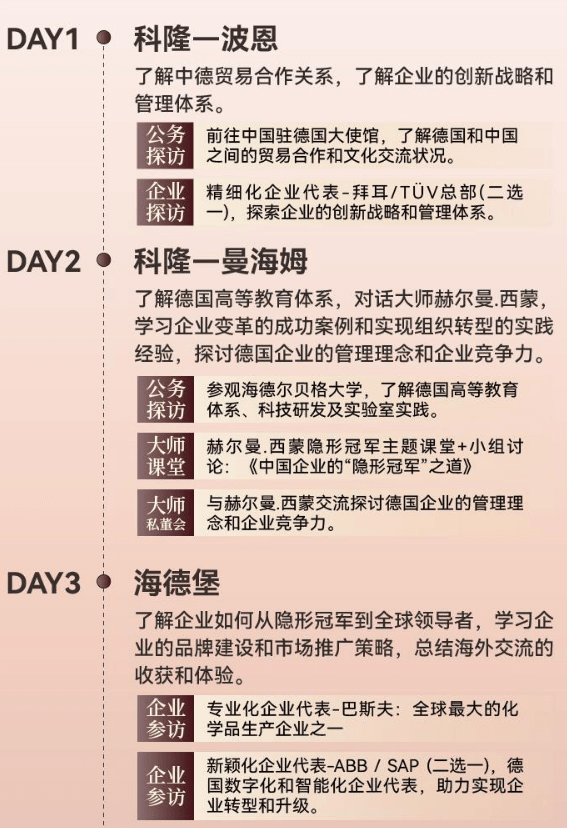 DAY1 科隆—波恩
了解中德贸易合作关系，了解企业的创新战略和
管理体系。
公务
探访
前往中国驻德国大使馆，了解德国和中国
之间的贸易合作和文化交流状况。
企业
探访
精细化企业代表-拜耳/TÜV总部(二选
一)，探索企业的创新战略和管理体系。
DAY2 科隆—曼海姆
了解德国高等教育体系，对话大师赫尔曼.西蒙，
学习企业变革的成功案例和实现组织转型的实践
经验，探讨德国企业的管理理念和企业竞争力。
公务
探访
参观海德尔贝格大学，了解德国高等教育
体系、科技研发及实验室实践。
大师
课堂
赫尔曼.西蒙隐形冠军主题课堂+小组讨
论：《中国企业的“隐形冠军”之道》
大师
私董会
与赫尔曼.西蒙交流探讨德国企业的管理理
念和企业竞争力。
DAY3 海德堡
了解企业如何从隐形冠军到全球领导者，学习企
业的品牌建设和市场推广策略，总结海外交流的
收获和体验。
企业
参访
专业化企业代表-巴斯夫：全球最大的化
学品生产企业之一
企业
参访
新颖化企业代表-ABB / SAP (二选一)，德
国数字化和智能化企业代表，助力实现企
业转型和升级。